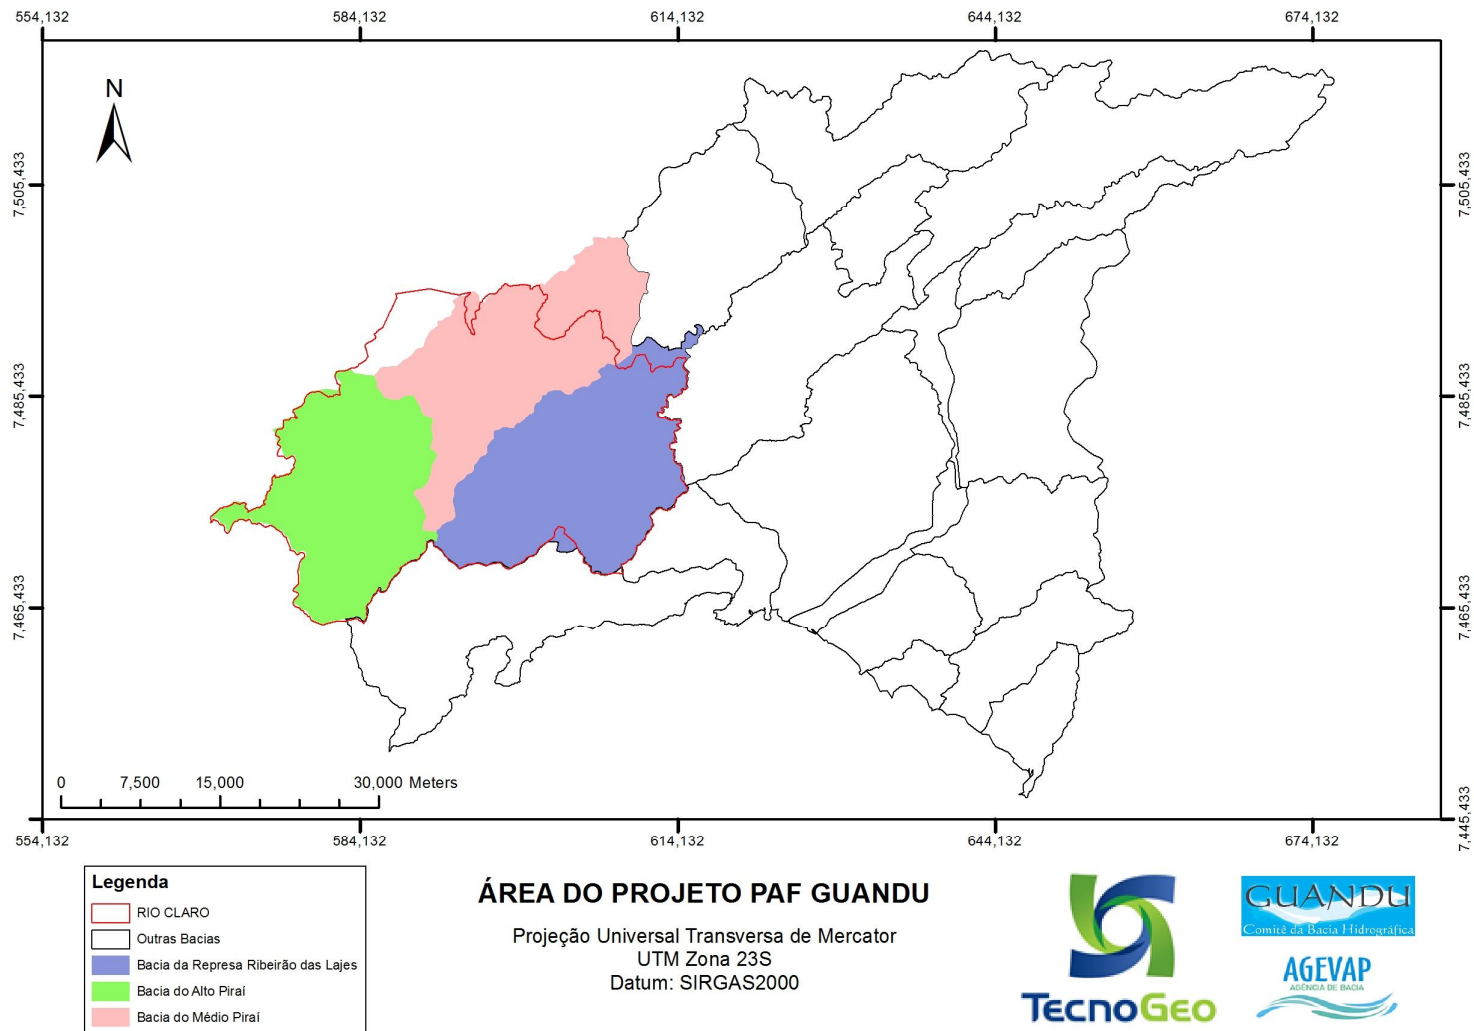 554,132
584,132
614,132
644,132
674,132
N
7,505,433
7,505,433
7,485,433
7,485,433
7,465,433
7,465,433
7,445,433
0
7,500
15,000
30,000 Meters
554,132
584,132
614,132
644,132
674,132
Legenda
RIO CLARO
Outras Bacias
Bacia da Represa Ribeirão das Lajes
Bacia do Alto Piraí
Bacia do Médio Piraí
ÁREA DO PROJETO PAF GUANDU
Projeção Universal Transversa de Mercator
UTM Zona 23S
Datum: SIRGAS2000
TECNOGEO
GUANDU
Comitê da Bacia Hidrográfica
AGEVAP
AGÊNCIA DE BACIA